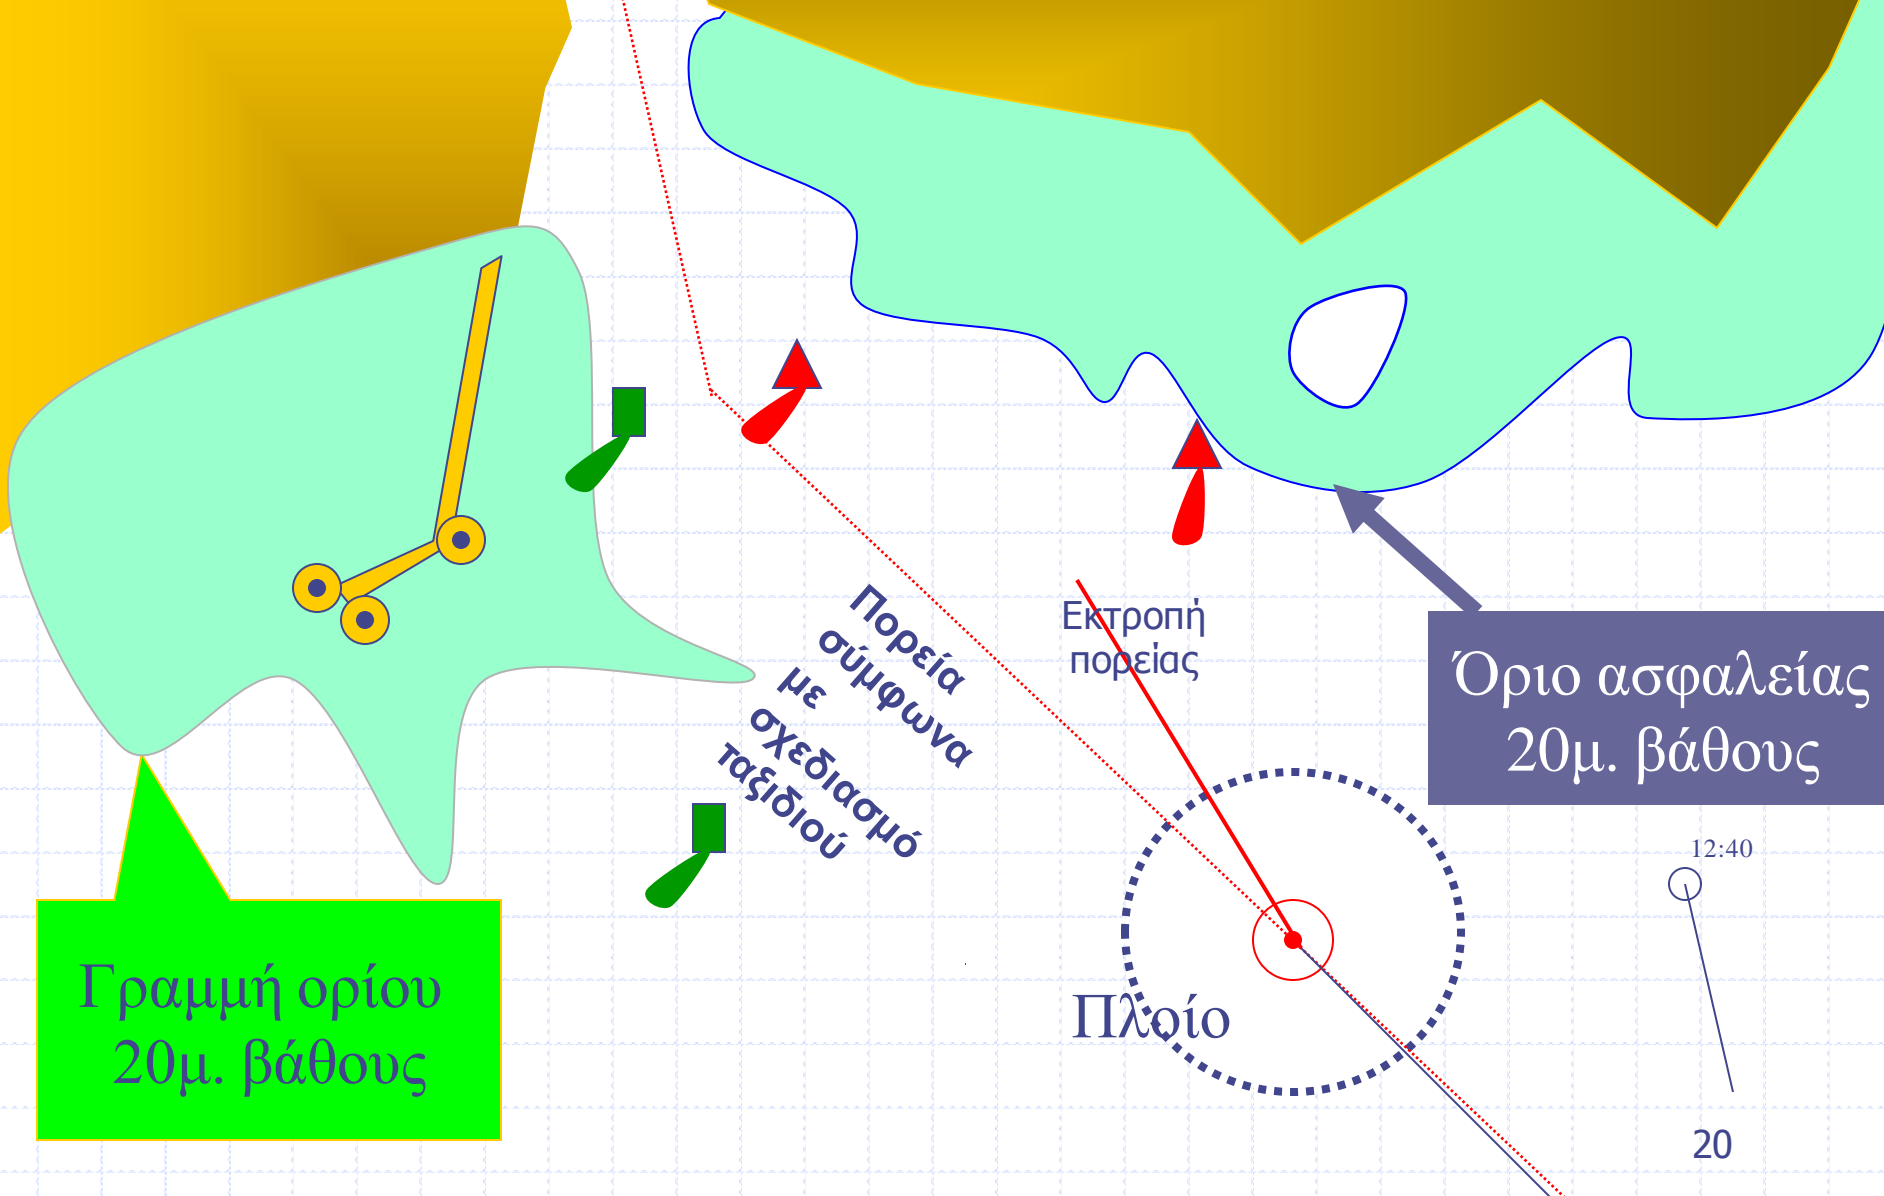 Εκτροπή
πορείας
Πορεία
σύμφωνα
με
σχεδιασμό
ταξιδιού
Όριο ασφαλείας
20μ. βάθους
12:40
Γραμμή ορίου
20μ. βάθους
Πλοίο
20